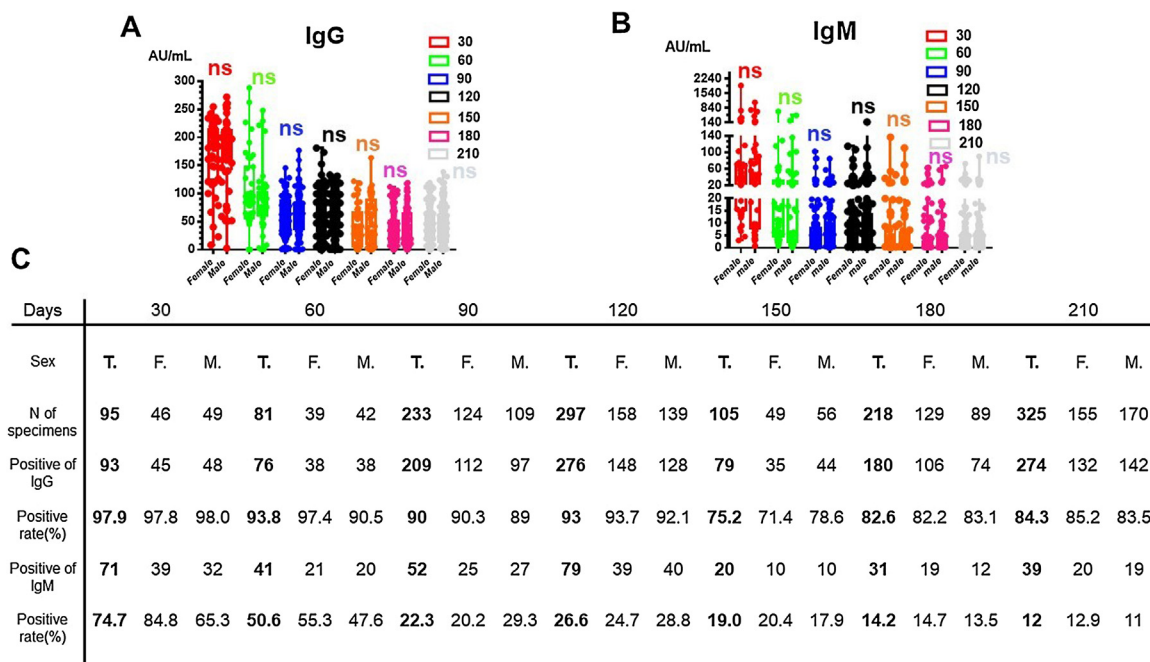 A
IgG
AU/mL
ns
ns
ns
ns
ns
ns
ns
30
60
90
120
150
180
210
300
250
200
150
100
50
0
Female
Male
Female
Male
Female
Male
Female
Male
Female
Male
Female
Male
Female
Male
B
IgM
AU/mL
ns
ns
ns
ns
ns
ns
ns
30
60
90
120
150
180
210
2240
1540
840
140
140
100
60
20
20
15
10
5
0
Female
male
Female
male
Female
male
Female
male
Female
male
Female
male
Female
male
C
Days 30 60 90 120 150 180 210
Sex T. F. M. T. F. M. T. F. M. T. F. M. T. F. M. T. F. M. T. F. M.
N of
specimens 95 46 49 81 39 42 233 124 109 297 158 139 105 49 56 218 129 89 325 155 170
Positive of
IgG 93 45 48 76 38 38 209 112 97 276 148 128 79 35 44 180 106 74 274 132 142
Positive
rate(%) 97.9 97.8 98.0 93.8 97.4 90.5 90 90.3 89 93 93.7 92.1 75.2 71.4 78.6 82.6 82.2 83.1 84.3 85.2 83.5
Positive of
IgM 71 39 32 41 21 20 52 25 27 79 39 40 20 10 10 31 19 12 39 20 19
Positive
rate(%) 74.7 84.8 65.3 50.6 55.3 47.6 22.3 20.2 29.3 26.6 24.7 28.8 19.0 20.4 17.9 14.2 14.7 13.5 12 12.9 11